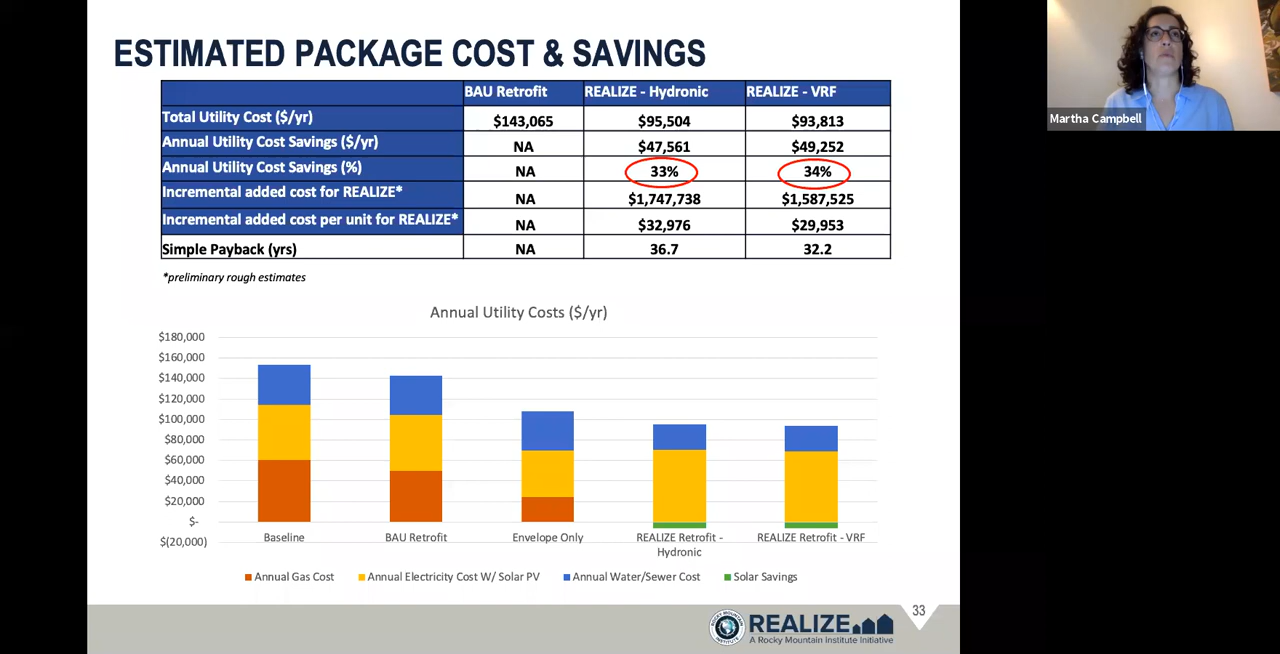 ESTIMATED PACKAGE COST & SAVINGS
BAU Retrofit REALIZE - Hydronic REALIZE - VRF
Total Utility Cost ($/yr) $143,065 $95,504 $93,813
Annual Utility Cost Savings ($/yr) NA $47,561 $49,252
Annual Utility Cost Savings (%) NA 33% 34%
Incremental added cost for REALIZE* NA $1,747,738 $1,587,525
Incremental added cost per unit for REALIZE* NA $32,976 $29,953
Simple Payback (yrs) NA 36.7 32.2
*preliminary rough estimates
Annual Utility Costs ($/yr)
$180,000
$160,000
$140,000
$120,000
$100,000
$80,000
$60,000
$40,000
$20,000
$-
$(20,000)
Baseline BAU Retrofit Envelope Only REALIZE Retrofit - REALIZE Retrofit - VRF
Hydronic
Annual Gas Cost Annual Electricity Cost W/ Solar PV Annual Water/Sewer Cost Solar Savings
33
ROCKY MOUNTAIN INSTITUTE
REALIZE
A Rocky Mountain Institute Initiative
Martha Campbell